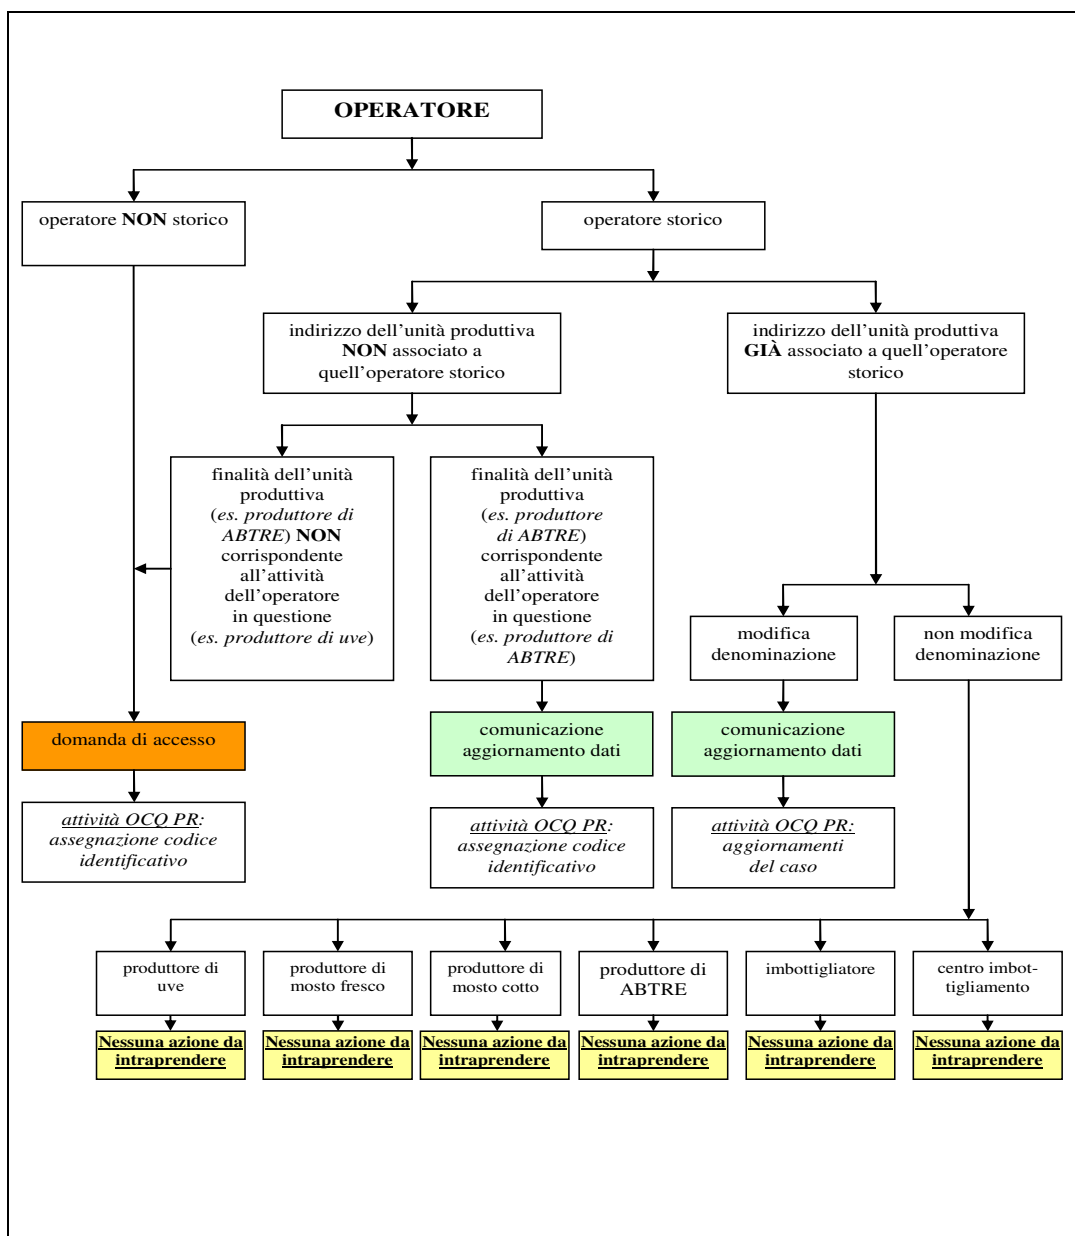 OPERATORE
operatore NON storico
operatore storico
indirizzo dell'unità produttiva
NON associato a
quell'operatore storico
indirizzo dell'unità produttiva
GIÀ associato a quell'operatore
storico
finalità dell'unità
produttiva
(es. produttore di
ABTRE) NON
corrispondente
all'attività
dell'operatore
in questione
(es. produttore di uve)
finalità dell'unità
produttiva
(es. produttore
di ABTRE)
corrispondente
all'attività
dell'operatore
in questione
(es. produttore di
ABTRE)
modifica
denominazione
non modifica
denominazione
domanda di accesso
comunicazione
aggiornamento dati
comunicazione
aggiornamento dati
attività OCQ PR:
assegnazione codice
identificativo
attività OCQ PR:
assegnazione codice
identificativo
attività OCQ PR:
aggiornamenti
del caso
produttore di
uve
produttore di
mosto fresco
produttore di
mosto cotto
produttore di
ABTRE
imbottigliatore
centro imbot-
tigliamento
Nessuna azione da
intraprendere
Nessuna azione da
intraprendere
Nessuna azione da
intraprendere
Nessuna azione da
intraprendere
Nessuna azione da
intraprendere
Nessuna azione da
intraprendere